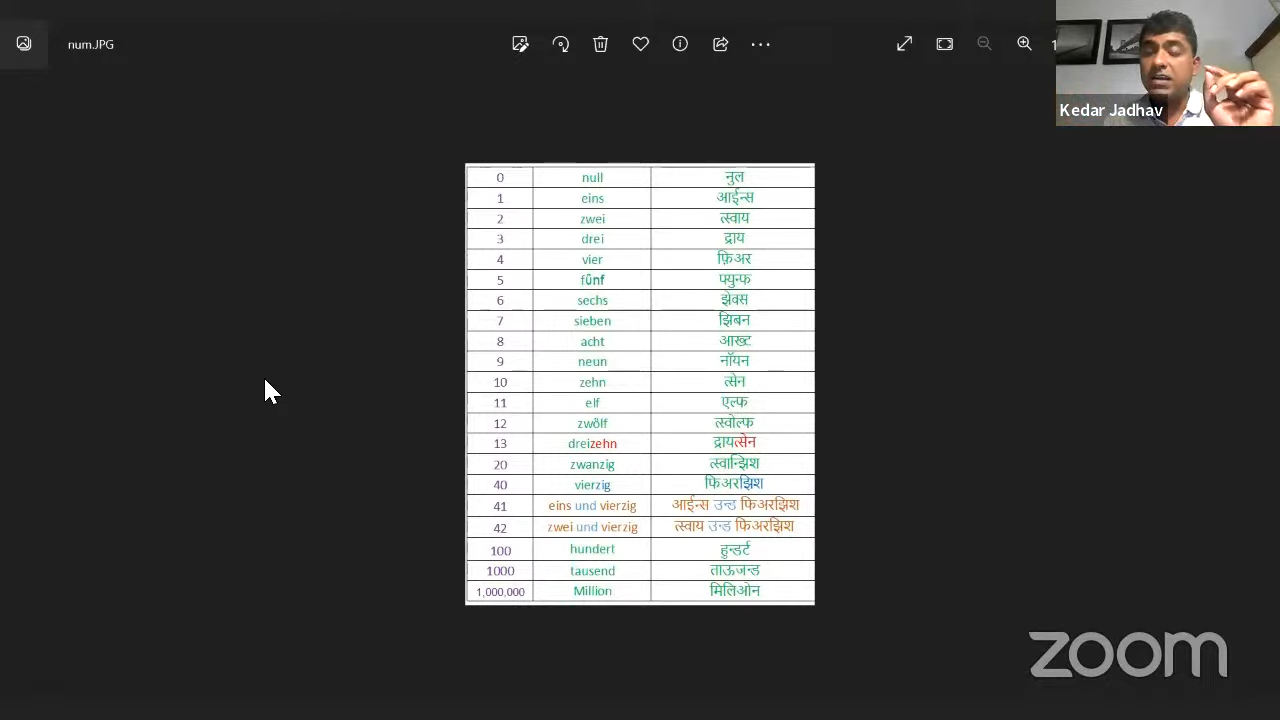 num.JPG
Kedar Jadhav
0 null नुल
1 eins आईन्स
2 zwei त्स्वाय
3 drei द्राय
4 vier फ़िअर
5 fünf फ्युन्फ
6 sechs झेक्स
7 sieben झिबन
8 acht आख्ट
9 neun नॉयन
10 zehn त्सेन
11 elf एल्फ
12 zwölf त्स्वोल्फ
13 dreizehn द्रायत्सेन
20 zwanzig त्स्वान्झिश
40 vierzig फिअरझिश
41 eins und vierzig आईन्स उन्ड फिअरझिश
42 zwei und vierzig त्स्वाय उन्ड फिअरझिश
100 hundert हुन्डर्ट
1000 tausend ताऊजन्ड
1,000,000 Million मिलिओन
zoom